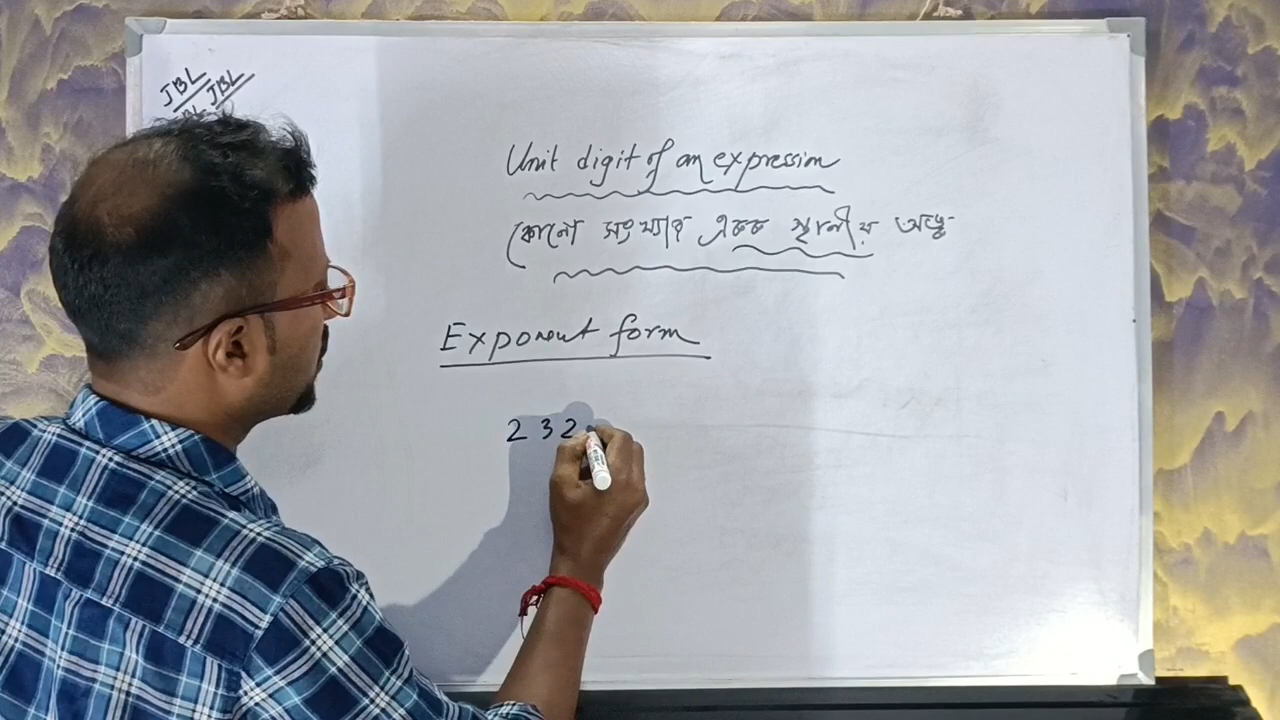 JBL JBL
Unit digit of an expression
কোনো সংখ্যার একক স্থানীয় অঙ্ক
Exponent form
232